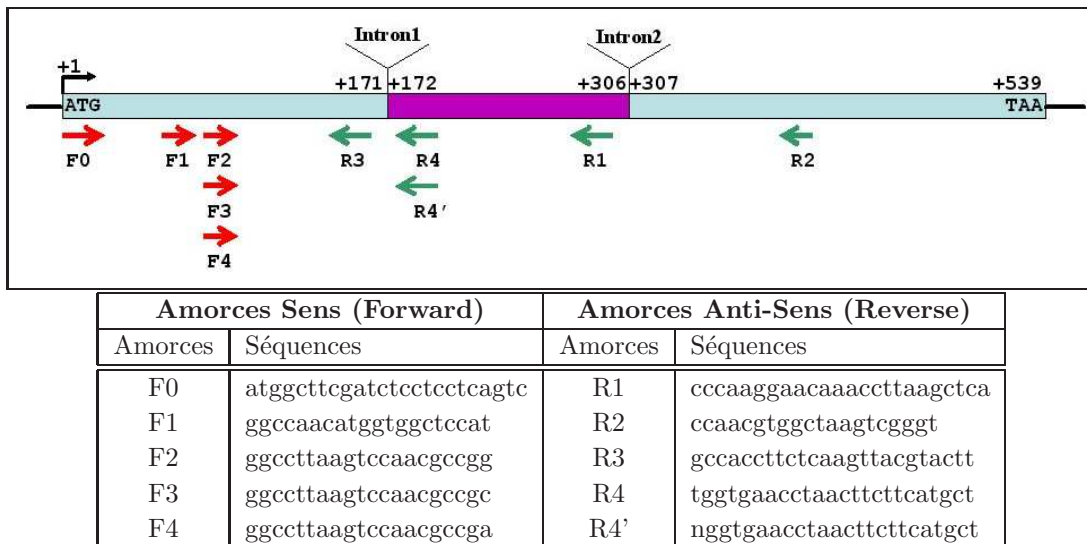 Intron1 Intron2
+1 +171 +172 +306 +307 +539
ATG TAA
F0 F1 F2 R3 R4 R1 R2
F3 R4'
F4
Amorces Sens (Forward) Amorces Anti-Sens (Reverse)
Amorces Séquences Amorces Séquences
F0 atggcttcgatctcctcctcagtc R1 cccaaggaacaaaccttaagctca
F1 ggccaacatggtggctccat R2 ccaacgtggctaagtcgggt
F2 ggccttaagtccaacgccgg R3 gccaccttctcaagttacgtactt
F3 ggccttaagtccaacgccgc R4 tggtgaacctaacttcttcatgct
F4 ggccttaagtccaacgccga R4' nggtgaacctaacttcttcatgct